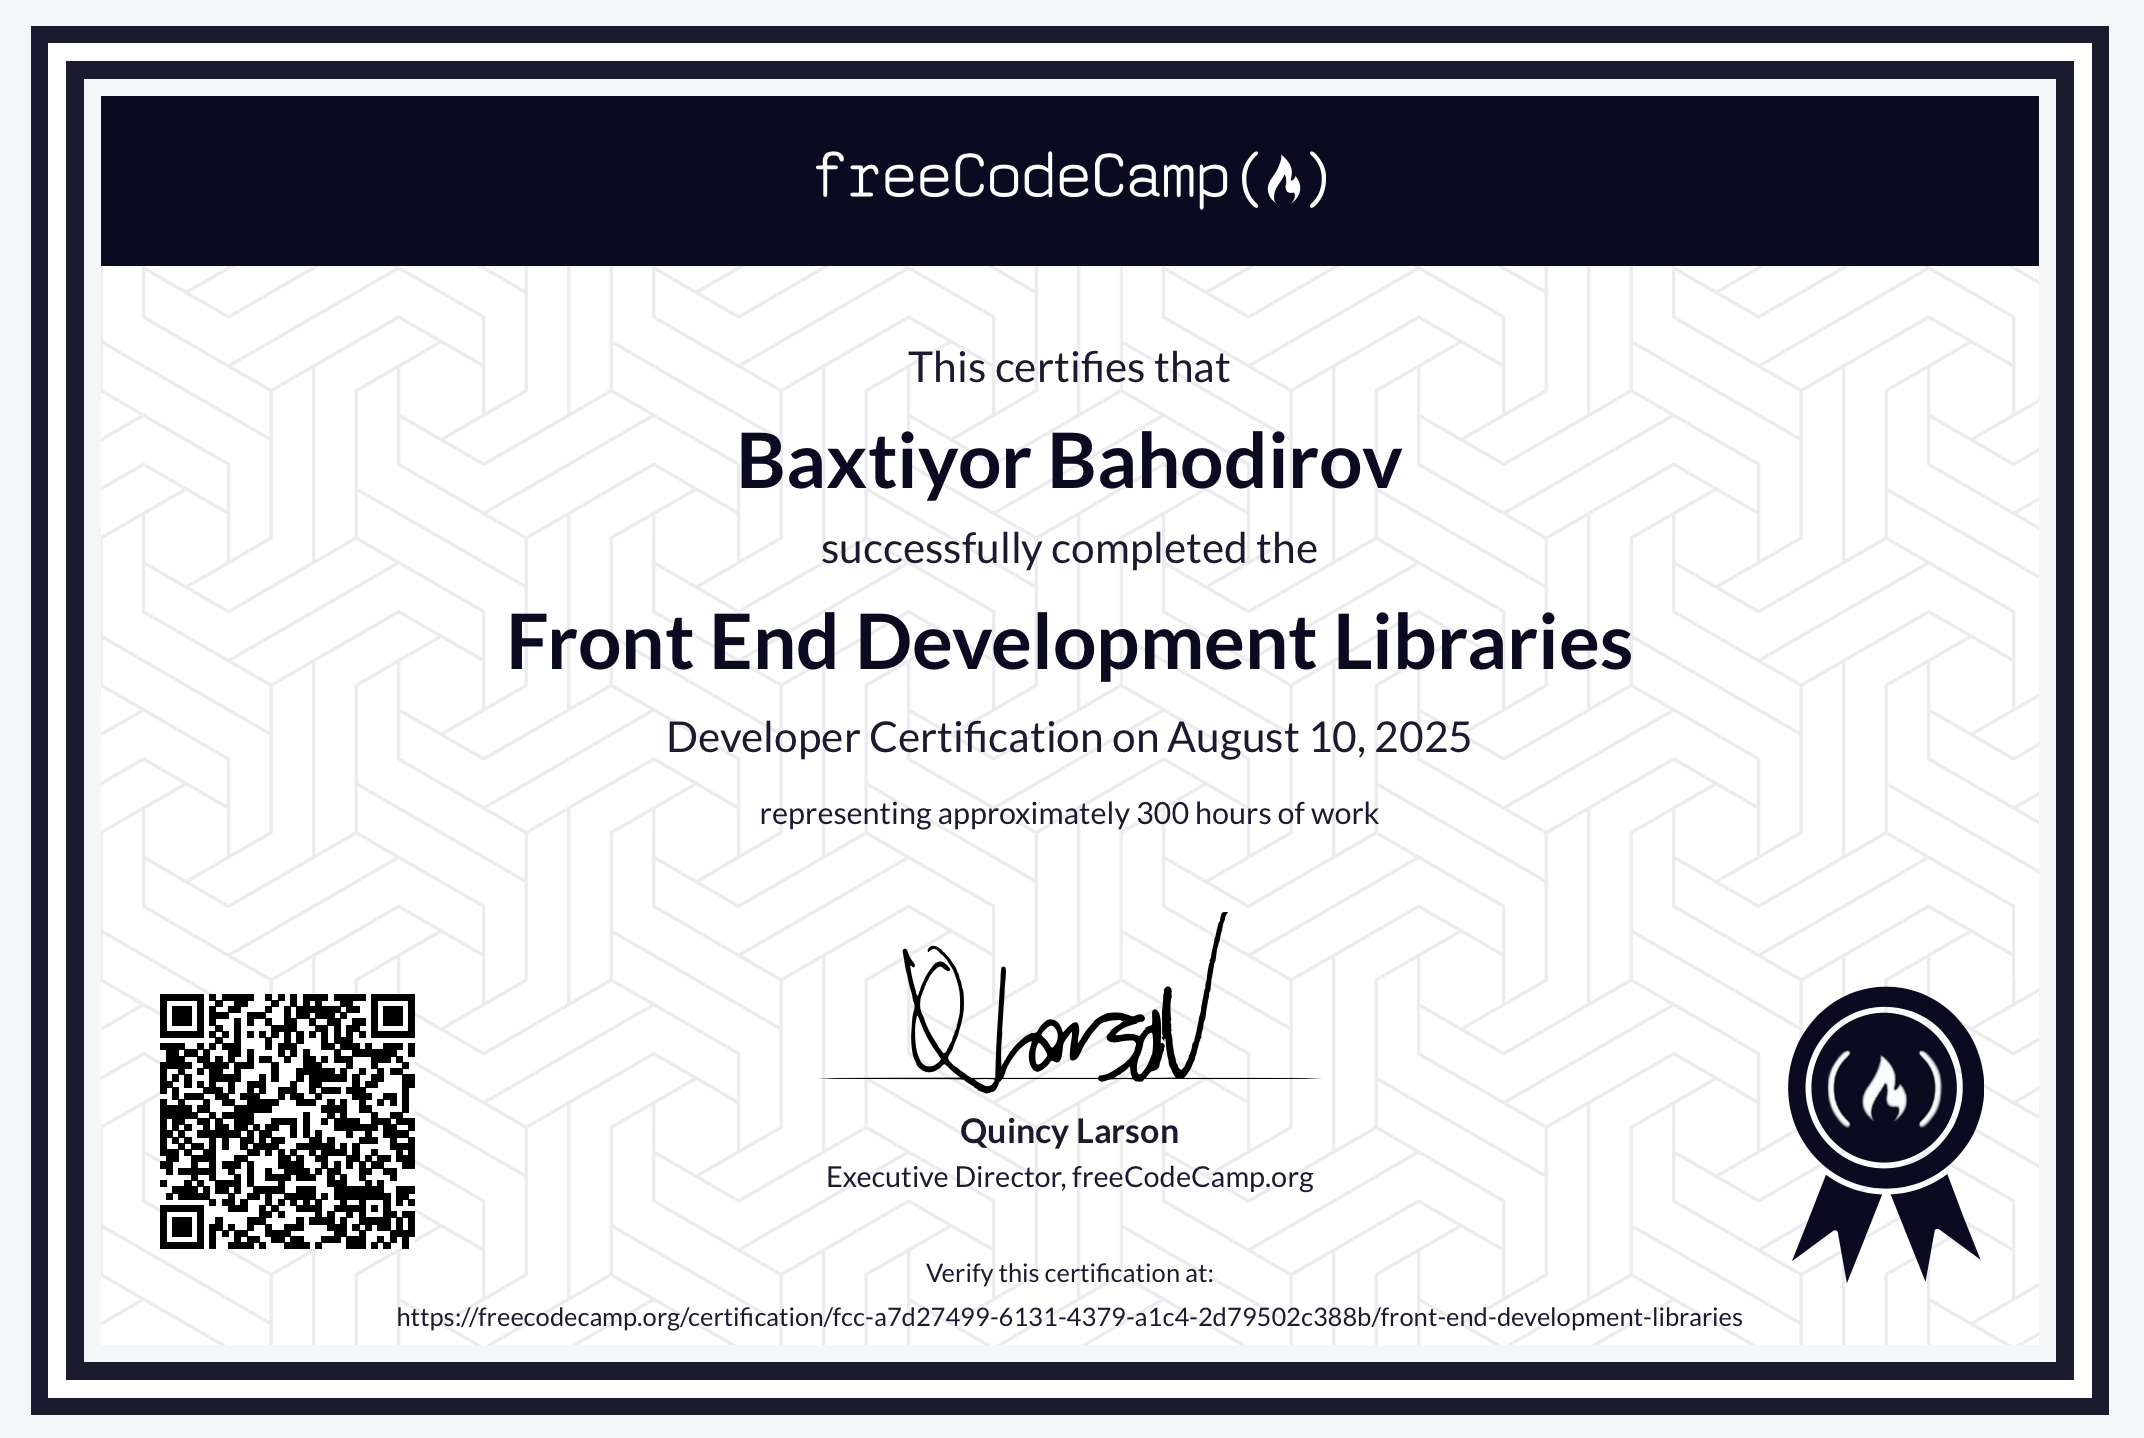 freeCodeCamp
This certifies that
Baxtiyor Bahodirov
successfully completed the
Front End Development Libraries
Developer Certification on August 10, 2025
representing approximately 300 hours of work
Quincy Larson
Executive Director, freeCodeCamp.org
Verify this certification at:
https://freecodecamp.org/certification/fcc-a7d27499-6131-4379-a1c4-2d79502c388b/front-end-development-libraries